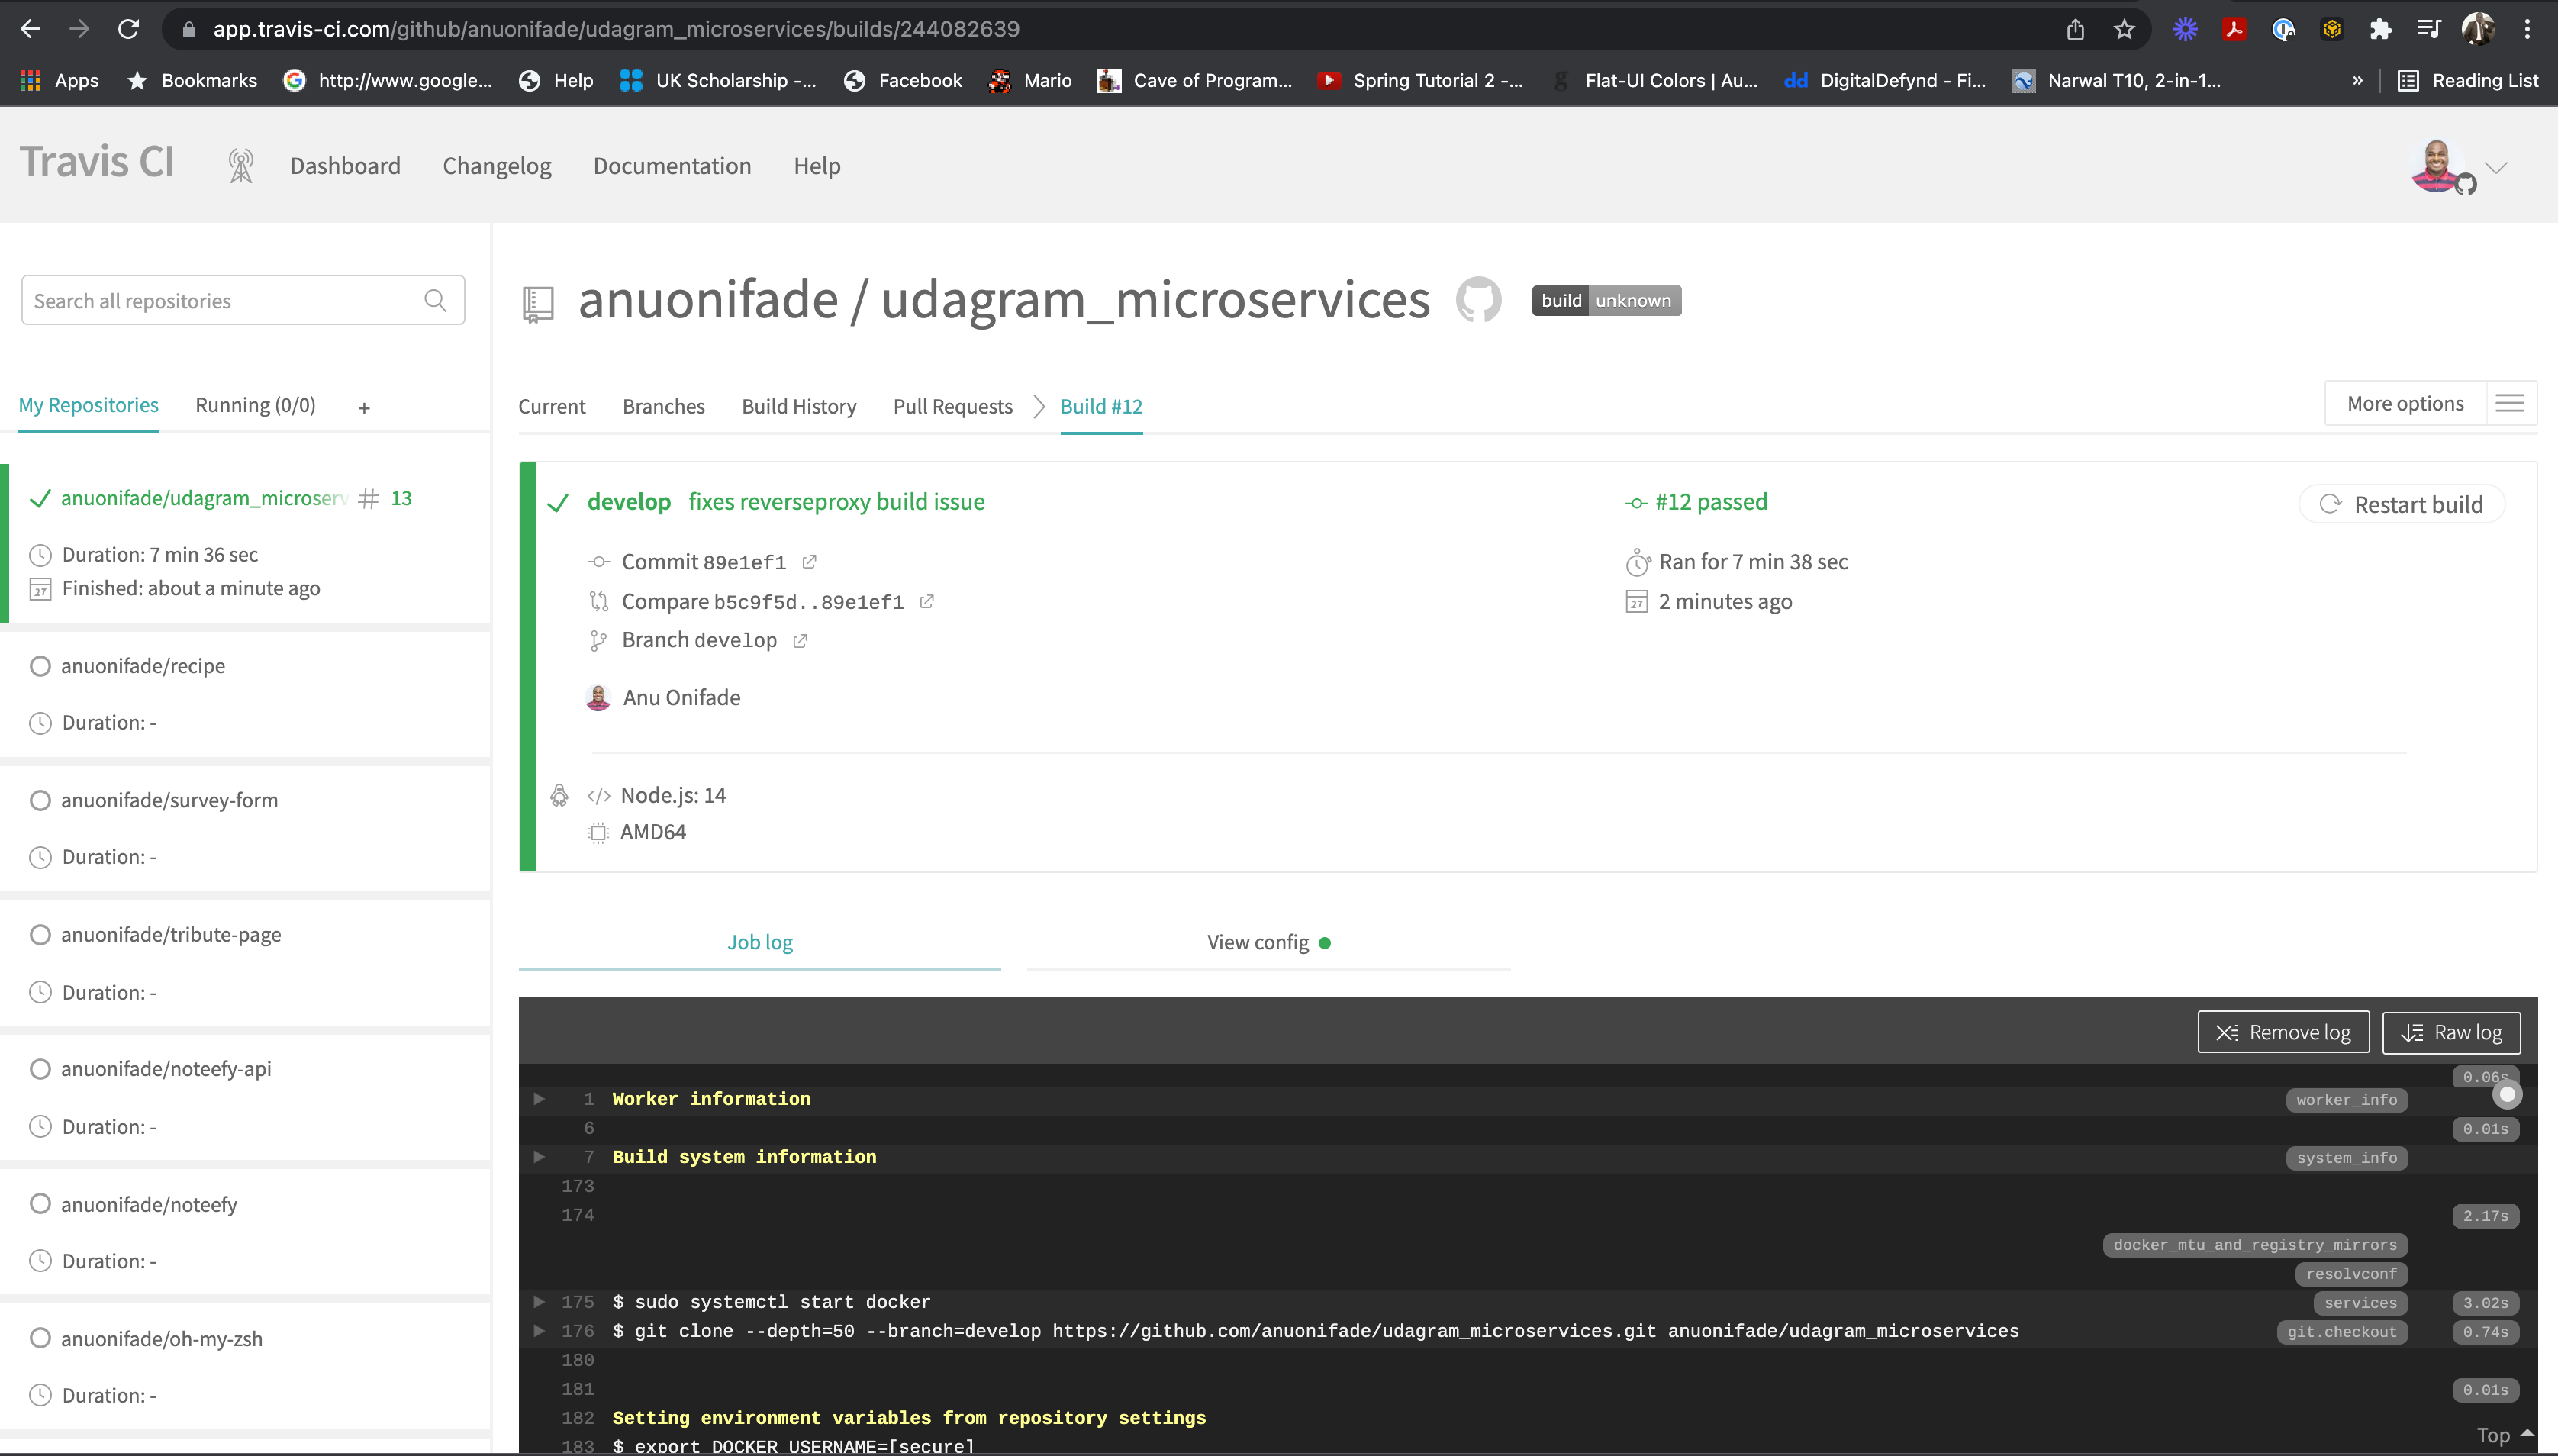 app.travis-ci.com/github/anuonifade/udagram_microservices/builds/244082639
Apps Bookmarks http://www.google... Help UK Scholarship -... Facebook Mario Cave of Program... Spring Tutorial 2 -... Flat-UI Colors | Au... dd DigitalDefynd - Fi... Narwal T10, 2-in-1... » Reading List
Travis CI Dashboard Changelog Documentation Help
Search all repositories
anuonifade / udagram_microservices build unknown
My Repositories Running (0/0) +
Current Branches Build History Pull Requests Build #12 More options
anuonifade/udagram_microserv # 13
Duration: 7 min 36 sec
27 Finished: about a minute ago
anuonifade/recipe
Duration: -
anuonifade/survey-form
Duration: -
anuonifade/tribute-page
Duration: -
anuonifade/noteefy-api
Duration: -
anuonifade/noteefy
Duration: -
anuonifade/oh-my-zsh
Duration: -
develop fixes reverseproxy build issue #12 passed Restart build
Commit 89e1ef1 Ran for 7 min 38 sec
Compare b5c9f5d..89e1ef1 27 2 minutes ago
Branch develop
Anu Onifade
</> Node.js: 14
AMD64
Job log View config
Remove log Raw log
0.06s
1 Worker information worker_info
6 0.01s
7 Build system information system_info
173
174 2.17s
docker_mtu_and_registry_mirrors
resolvconf
175 $ sudo systemctl start docker services 3.02s
176 $ git clone --depth=50 --branch=develop https://github.com/anuonifade/udagram_microservices.git anuonifade/udagram_microservices git.checkout 0.74s
180
181 0.01s
182 Setting environment variables from repository settings
183 $ export DOCKER_USERNAME=[secure]
Top